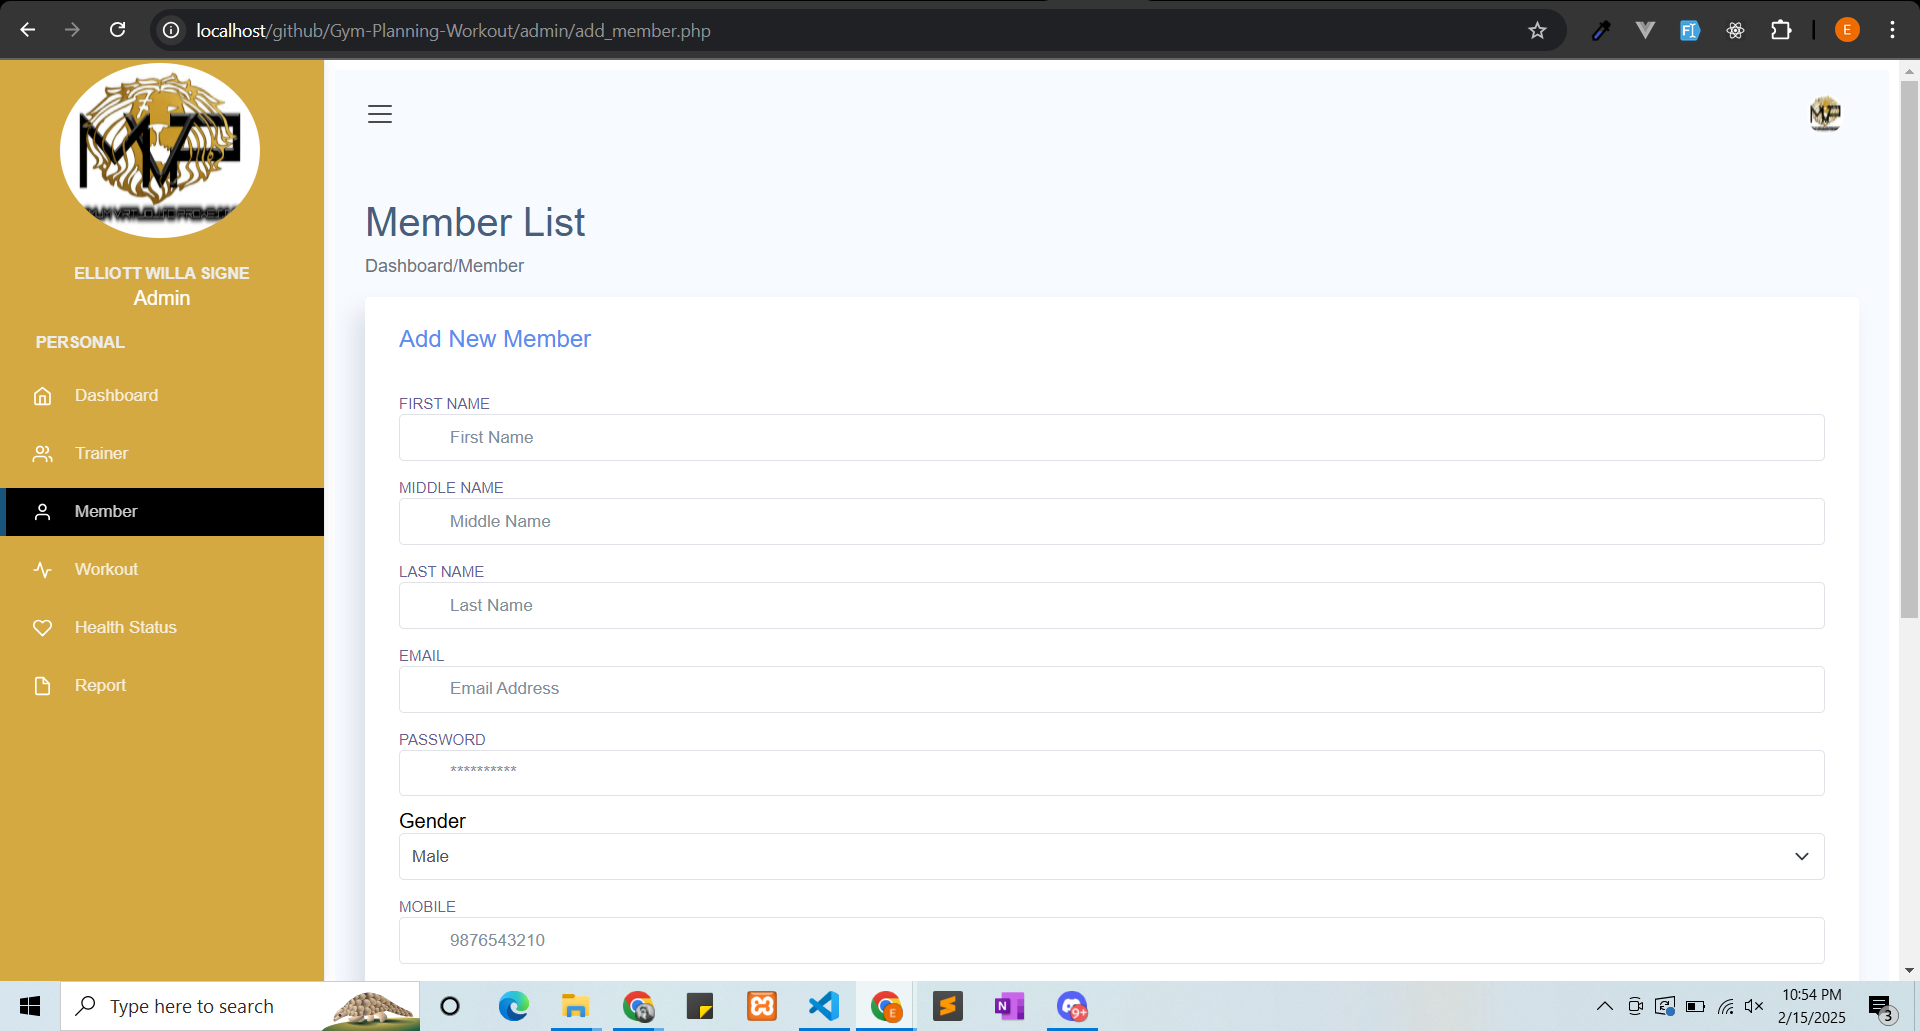 localhost/github/Gym-Planning-Workout/admin/add_member.php
E
MVP
ELLIOTT WILLA SIGNE
Admin
PERSONAL
Dashboard
Trainer
Member
Workout
Health Status
Report
Member List
Dashboard/Member
Add New Member
FIRST NAME
First Name
MIDDLE NAME
Middle Name
LAST NAME
Last Name
EMAIL
Email Address
PASSWORD
**********
Gender
Male
MOBILE
9876543210
Type here to search
E
N
9+
10:54 PM
2/15/2025
3